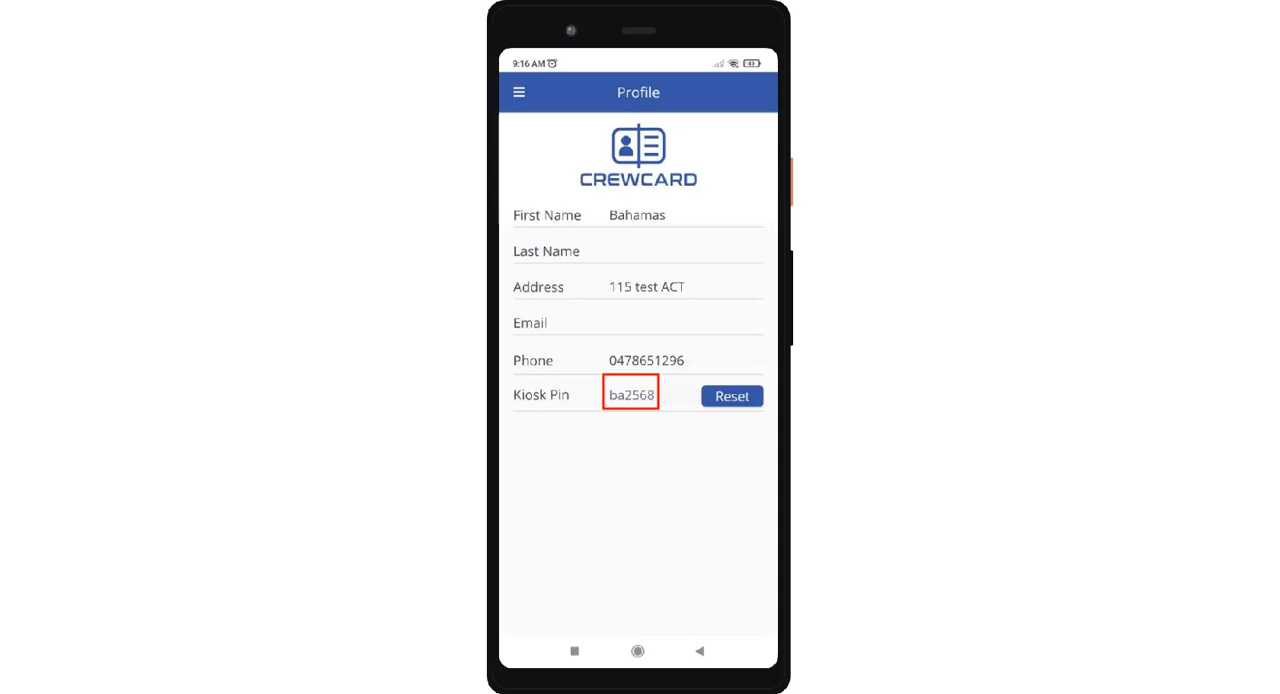 9:16 AM
Profile
CREWCARD
First Name Bahamas
Last Name
Address 115 test ACT
Email
Phone 0478651296
Kiosk Pin ba2568 Reset